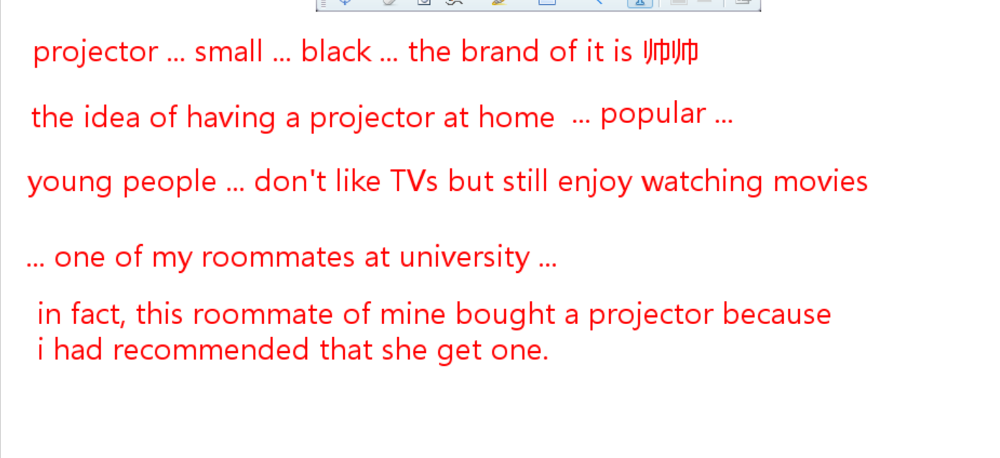 projector ... small ... black ... the brand of it is 帅帅
the idea of having a projector at home ... popular ...
young people ... don't like TVs but still enjoy watching movies
... one of my roommates at university ...
in fact, this roommate of mine bought a projector because
i had recommended that she get one.